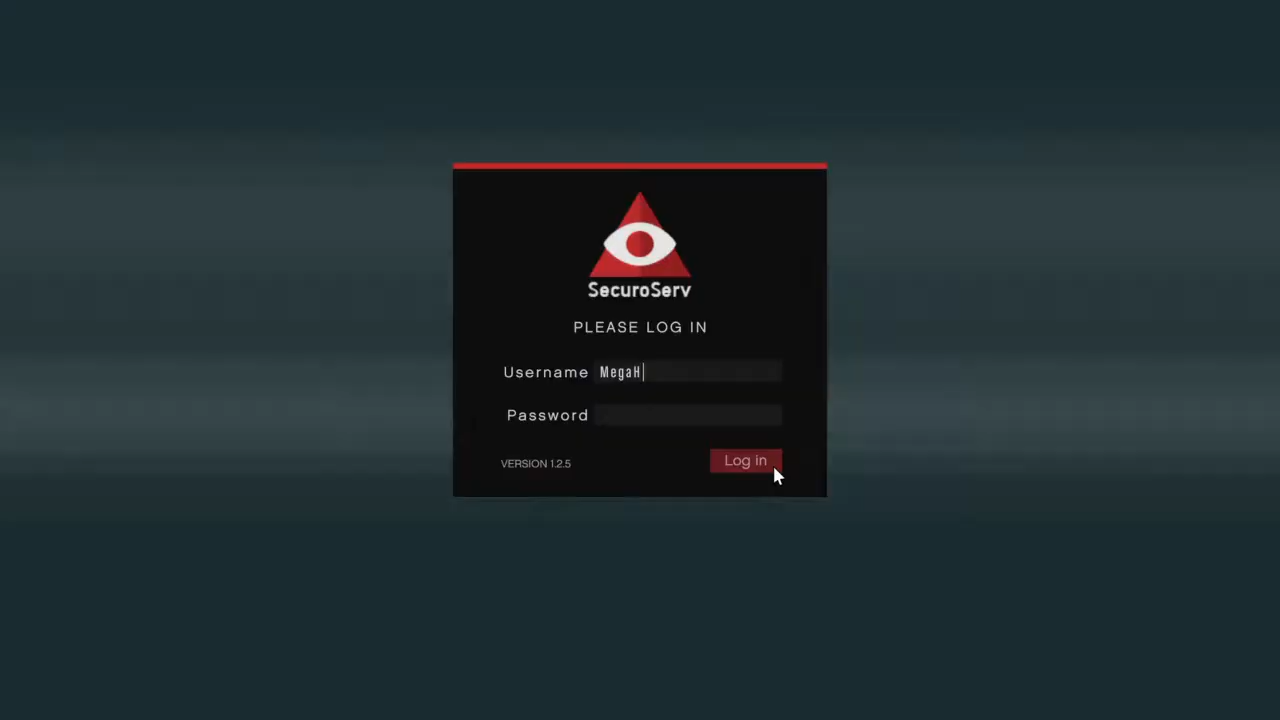 SecuroServ
PLEASE LOG IN
Username MegaH
Password
VERSION 1.2.5 Log in